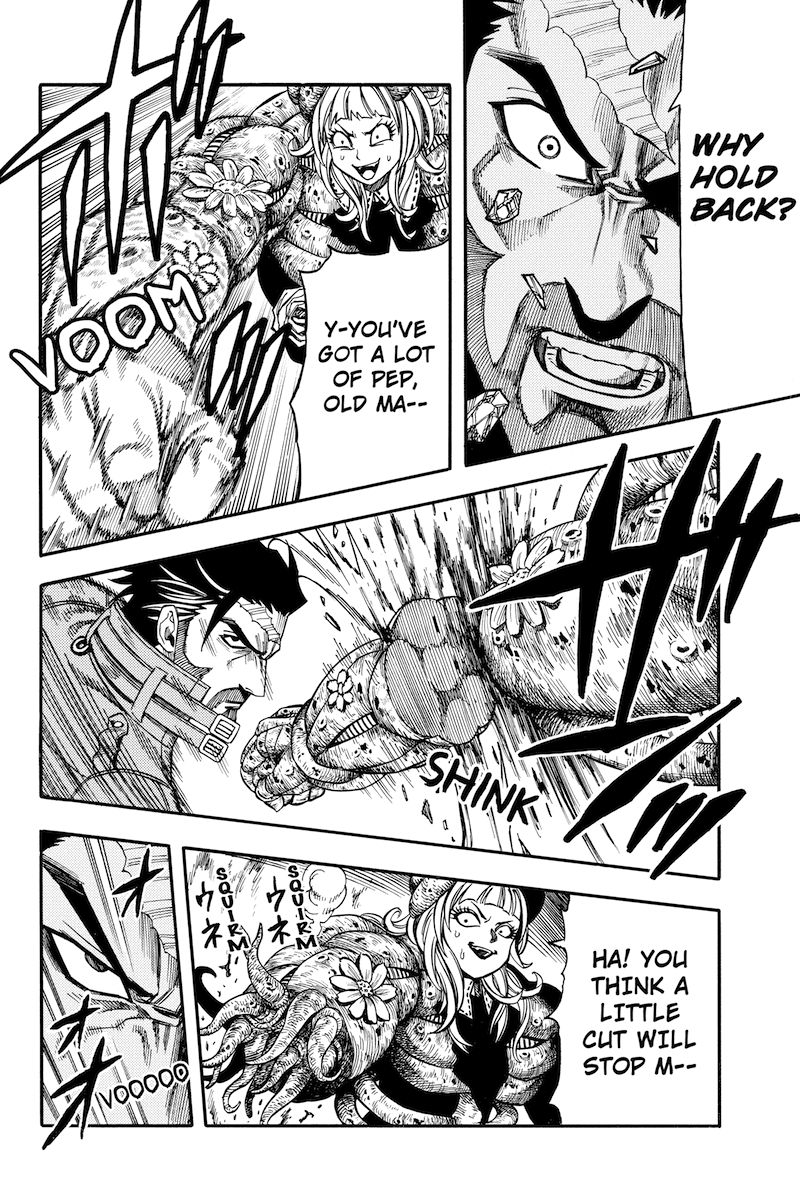 WHY
HOLD
BACK?
VOOM
Y-YOU'VE
GOT A LOT
OF PEP,
OLD MA--
SHINK
HA! YOU
THINK A
LITTLE
CUT WILL
STOP M--
SQUIRM
SQUIRM
ウネ
ウネ
VOOOOO